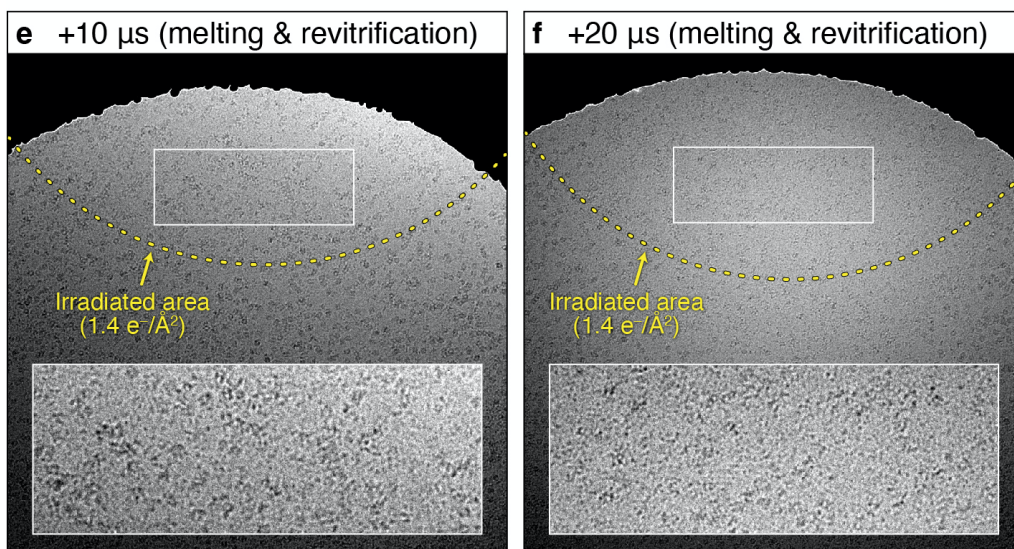 e +10 µs (melting & revitrification)
f +20 µs (melting & revitrification)
Irradiated area
(1.4 e⁻/Å²)
Irradiated area
(1.4 e⁻/Å²)